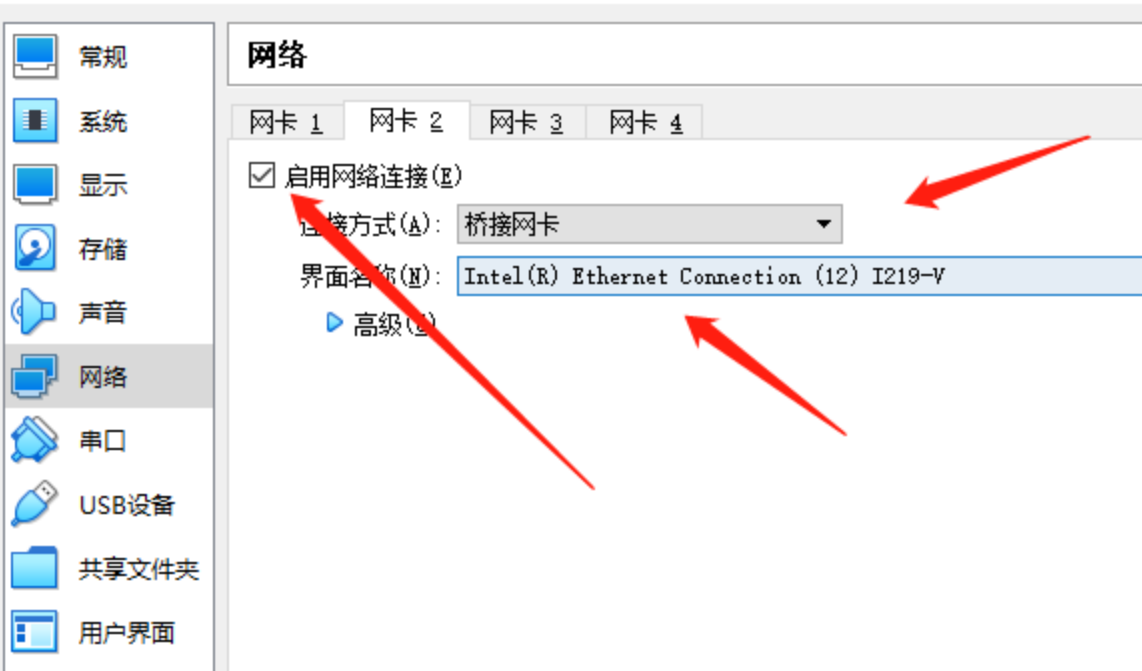 常规
系统
显示
存储
声音
网络
串口
USB设备
共享文件夹
用户界面
网络
网卡 1 网卡 2 网卡 3 网卡 4
启用网络连接(E)
连接方式(A): 桥接网卡
界面名称(N): Intel(R) Ethernet Connection (12) I219-V
高级